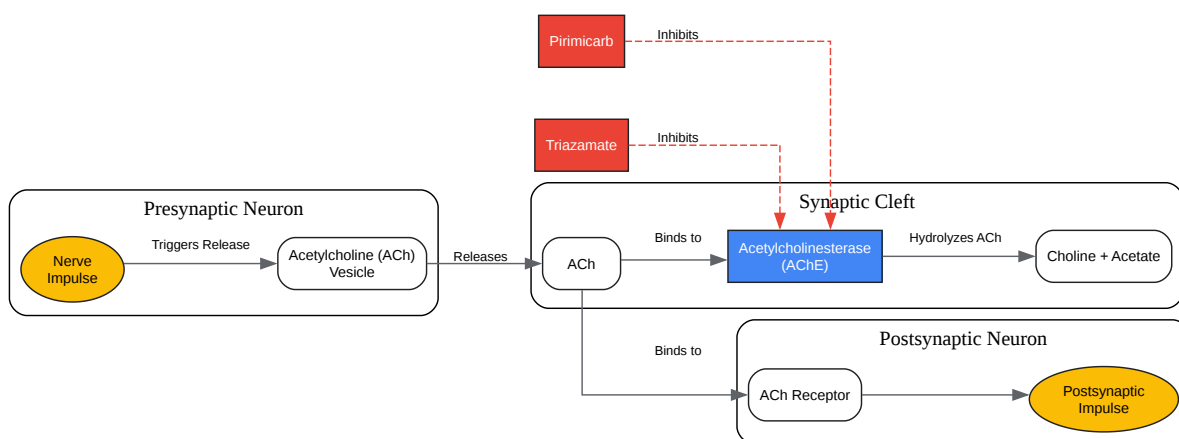 Pirimicarb
Inhibits
Triazamate
Inhibits
Presynaptic Neuron
Nerve
Impulse
Triggers Release
Acetylcholine (ACh)
Vesicle
Releases
Synaptic Cleft
ACh
Binds to
Acetylcholinesterase
(AChE)
Hydrolyzes ACh
Choline + Acetate
Binds to
Postsynaptic Neuron
ACh Receptor
Postsynaptic
Impulse